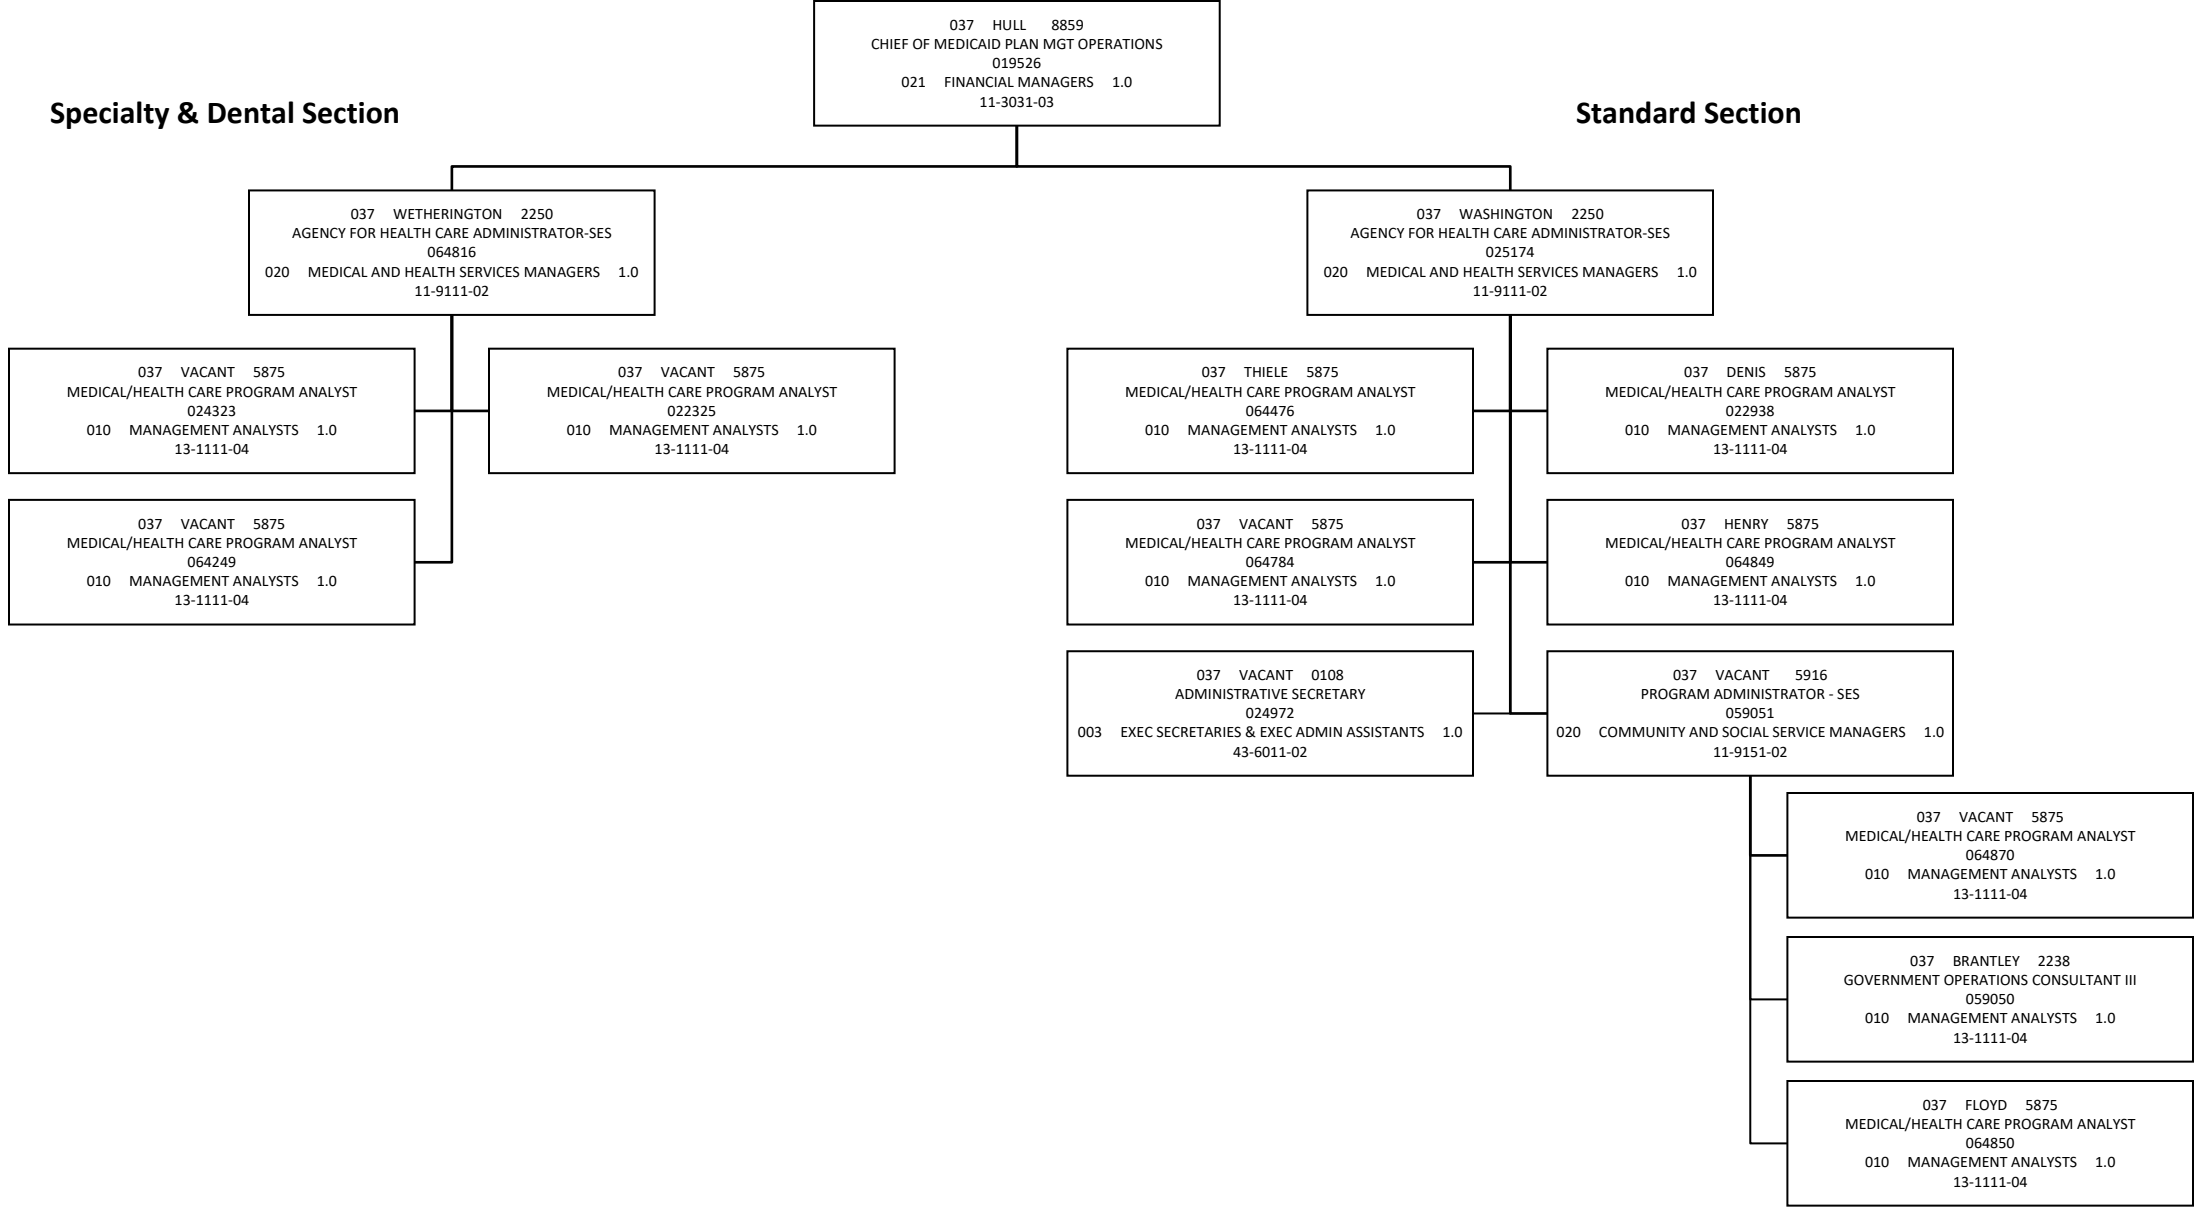 037 HULL 8859
CHIEF OF MEDICAID PLAN MGT OPERATIONS
019526
021 FINANCIAL MANAGERS 1.0
11-3031-03
Specialty & Dental Section
Standard Section
037 WETHERINGTON 2250
AGENCY FOR HEALTH CARE ADMINISTRATOR-SES
064816
020 MEDICAL AND HEALTH SERVICES MANAGERS 1.0
11-9111-02
037 WASHINGTON 2250
AGENCY FOR HEALTH CARE ADMINISTRATOR-SES
025174
020 MEDICAL AND HEALTH SERVICES MANAGERS 1.0
11-9111-02
037 VACANT 5875
MEDICAL/HEALTH CARE PROGRAM ANALYST
024323
010 MANAGEMENT ANALYSTS 1.0
13-1111-04
037 VACANT 5875
MEDICAL/HEALTH CARE PROGRAM ANALYST
022325
010 MANAGEMENT ANALYSTS 1.0
13-1111-04
037 THIELE 5875
MEDICAL/HEALTH CARE PROGRAM ANALYST
064476
010 MANAGEMENT ANALYSTS 1.0
13-1111-04
037 DENIS 5875
MEDICAL/HEALTH CARE PROGRAM ANALYST
022938
010 MANAGEMENT ANALYSTS 1.0
13-1111-04
037 VACANT 5875
MEDICAL/HEALTH CARE PROGRAM ANALYST
064249
010 MANAGEMENT ANALYSTS 1.0
13-1111-04
037 VACANT 5875
MEDICAL/HEALTH CARE PROGRAM ANALYST
064784
010 MANAGEMENT ANALYSTS 1.0
13-1111-04
037 HENRY 5875
MEDICAL/HEALTH CARE PROGRAM ANALYST
064849
010 MANAGEMENT ANALYSTS 1.0
13-1111-04
037 VACANT 0108
ADMINISTRATIVE SECRETARY
024972
003 EXEC SECRETARIES & EXEC ADMIN ASSISTANTS 1.0
43-6011-02
037 VACANT 5916
PROGRAM ADMINISTRATOR - SES
059051
020 COMMUNITY AND SOCIAL SERVICE MANAGERS 1.0
11-9151-02
037 VACANT 5875
MEDICAL/HEALTH CARE PROGRAM ANALYST
064870
010 MANAGEMENT ANALYSTS 1.0
13-1111-04
037 BRANTLEY 2238
GOVERNMENT OPERATIONS CONSULTANT III
059050
010 MANAGEMENT ANALYSTS 1.0
13-1111-04
037 FLOYD 5875
MEDICAL/HEALTH CARE PROGRAM ANALYST
064850
010 MANAGEMENT ANALYSTS 1.0
13-1111-04